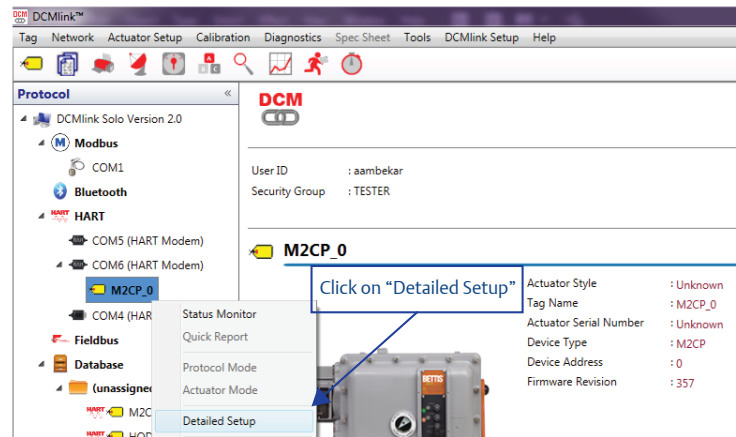 DCMlink™
Tag Network Actuator Setup Calibration Diagnostics Spec Sheet Tools DCMlink Setup Help
Protocol «
DCM
DCMlink Solo Version 2.0
M Modbus
COM1
Bluetooth
HART HART
COM5 (HART Modem)
COM6 (HART Modem)
M2CP_0
COM4 (HAR
Fieldbus
Database
(unassigned
HART M2C
HART HOD
User ID : aambekar
Security Group : TESTER
M2CP_0
Click on “Detailed Setup”
Status Monitor
Quick Report
Protocol Mode
Actuator Mode
Detailed Setup
Actuator Style : Unknown
Tag Name : M2CP_0
Actuator Serial Number : Unknown
Device Type : M2CP
Device Address : 0
Firmware Revision : 357
BETTIS